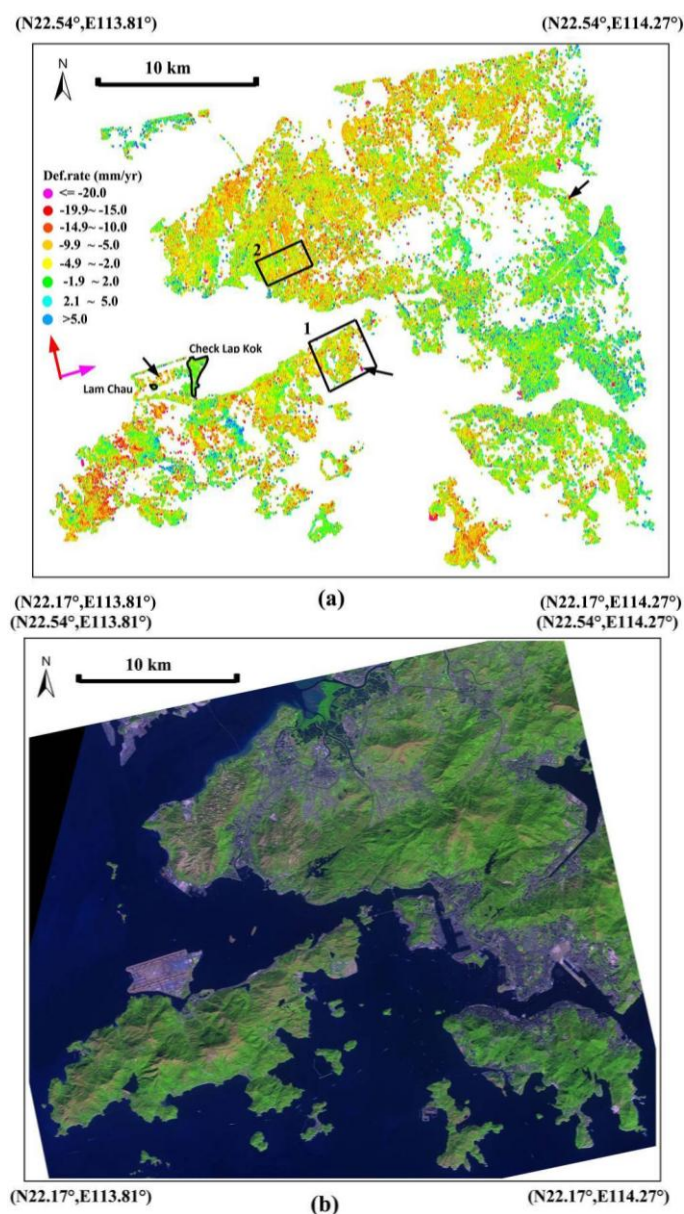 (N22.54°,E113.81°) (N22.54°,E114.27°)
N
10 km
Def.rate (mm/yr)
<= -20.0
-19.9~ -15.0
-14.9~ -10.0
-9.9 ~ -5.0
-4.9 ~ -2.0
-1.9 ~ 2.0
2.1 ~ 5.0
>5.0
2
1
Check Lap Kok
Lam Chau
(N22.17°,E113.81°) (a) (N22.17°,E114.27°)
(N22.54°,E113.81°) (N22.54°,E114.27°)
N
10 km
(N22.17°,E113.81°) (b) (N22.17°,E114.27°)